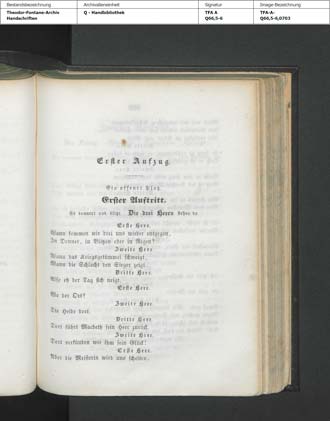 Bestandsbezeichnung
Theodor-Fontane-Archiv
Handschriften
Archivalieneinheit
Q - Handbibliothek
Signatur
TFA A
Q66,5-6
Image-Bezeichnung
TFA-A-
Q66,5-6,0703
Erster Aufzug.
Ein offener Platz.
Erster Auftritt.
Es donnert und blitzt. Die drei Hexen stehen da.
Erste Hexe.
Wann kommen wir drei uns wieder entgegen,
In Donner, in Blitzen oder in Regen?
Zweite Hexe.
Wann das Kriegsgetümmel schweigt,
Wann die Schlacht den Sieger zeigt.
Dritte Hexe.
Also eh der Tag sich neigt.
Erste Hexe.
Wo der Ort?
Zweite Hexe.
Die Heide dort.
Dritte Hexe.
Dort führt Macbeth sein Heer zurück.
Zweite Hexe.
Dort verkünden wir ihm sein Glück!
Erste Hexe.
Aber die Meisterin wird uns schelten,